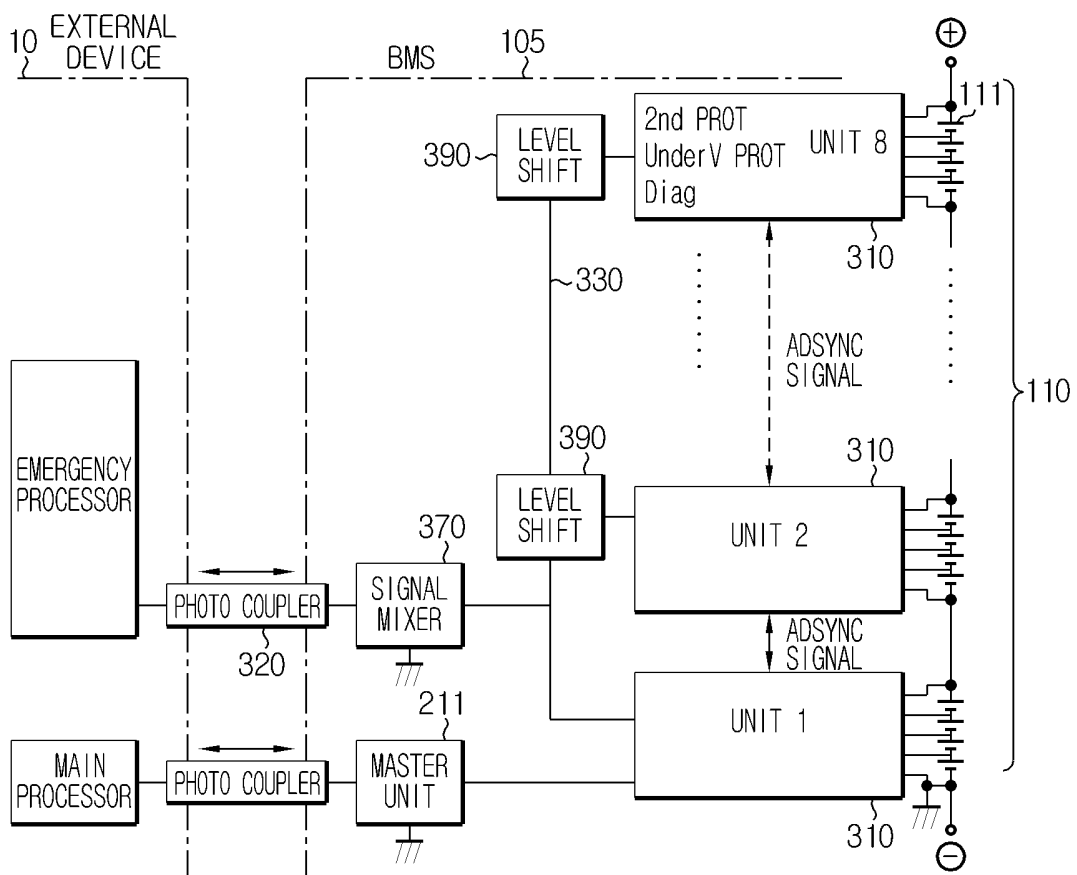 EXTERNAL
DEVICE
10
BMS
105
+
111
390
LEVEL
SHIFT
2nd PROT
UnderV PROT
Diag
UNIT 8
310
330
ADSYNC
SIGNAL
110
EMERGENCY
PROCESSOR
390
LEVEL
SHIFT
310
UNIT 2
370
SIGNAL
MIXER
PHOTO COUPLER
320
ADSYNC
SIGNAL
211
UNIT 1
MAIN
PROCESSOR
PHOTO COUPLER
MASTER
UNIT
310
−